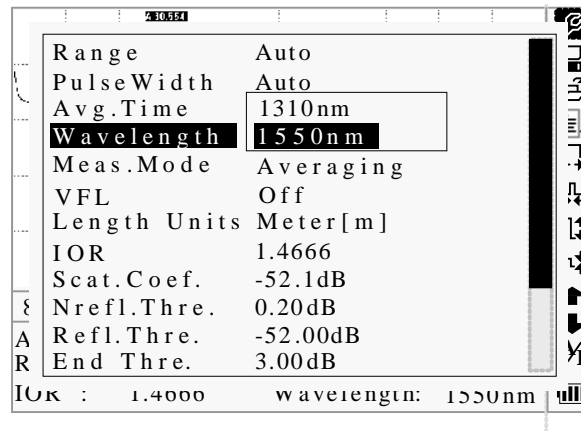 A 30.554
Range Auto
PulseWidth Auto
Avg.Time 1310nm
Wavelength 1550nm
Meas.Mode Averaging
VFL Off
Length Units Meter[m]
IOR 1.4666
Scat.Coef. -52.1dB
Nrefl.Thre. 0.20dB
Refl.Thre. -52.00dB
End Thre. 3.00dB
A
R
IOR : 1.4666 Wavelength: 1550nm